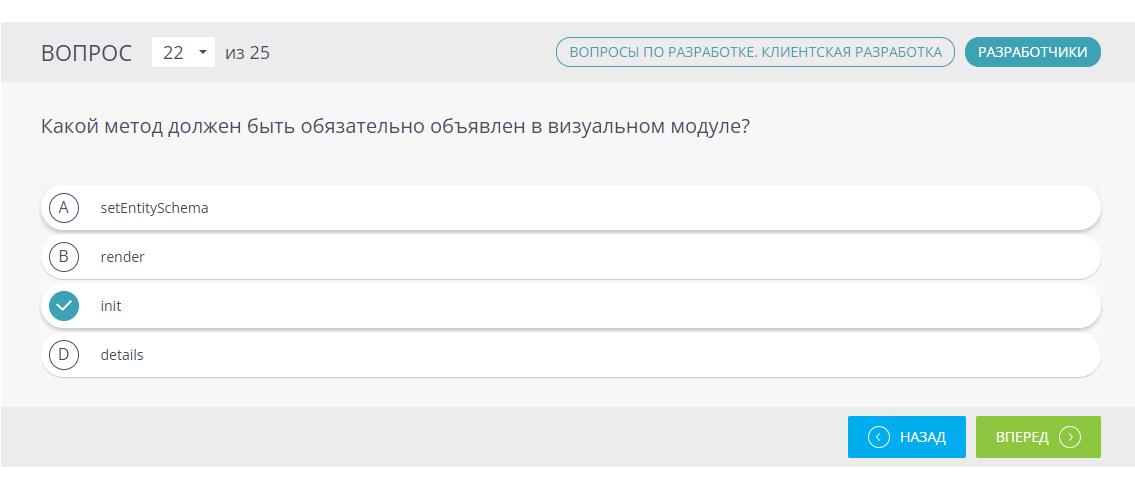 ВОПРОС 22 из 25 ВОПРОСЫ ПО РАЗРАБОТКЕ. КЛИЕНТСКАЯ РАЗРАБОТКА РАЗРАБОТЧИКИ
Какой метод должен быть обязательно объявлен в визуальном модуле?
A setEntitySchema
B render
init
D details
НАЗАД ВПЕРЕД